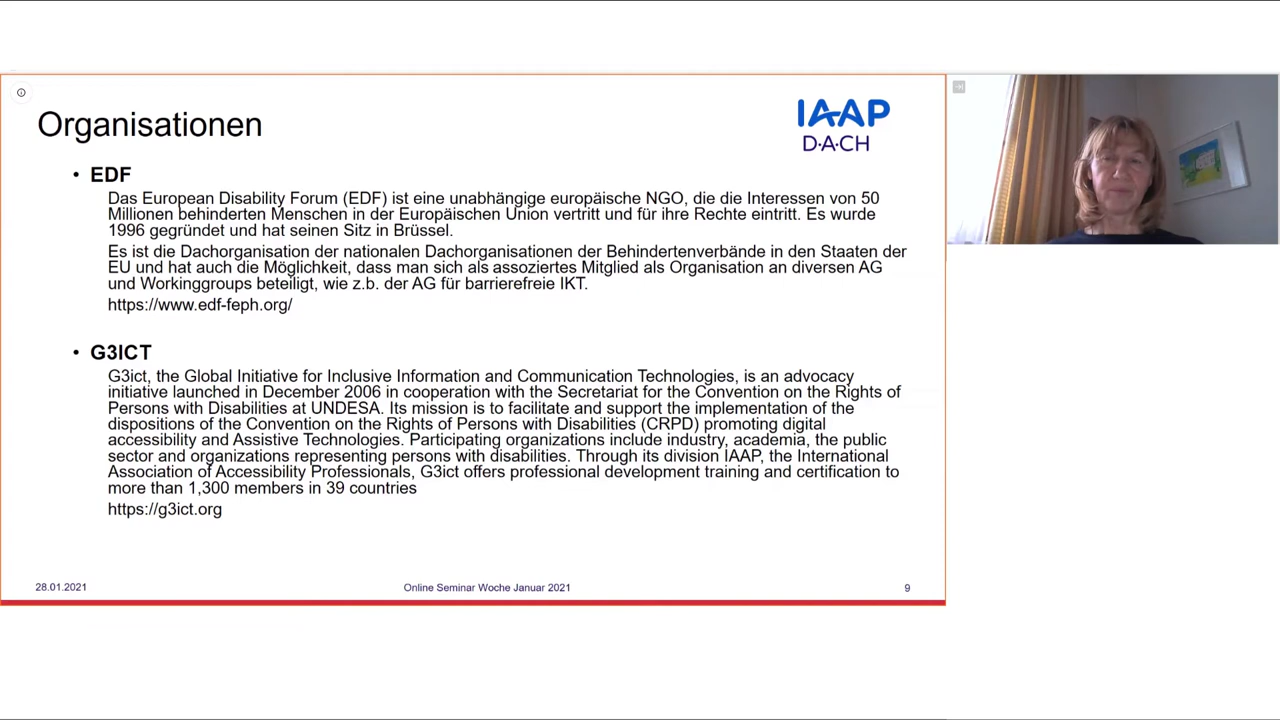 Organisationen
IAAP
D·A·CH
• EDF
Das European Disability Forum (EDF) ist eine unabhängige europäische NGO, die die Interessen von 50
Millionen behinderten Menschen in der Europäischen Union vertritt und für ihre Rechte eintritt. Es wurde
1996 gegründet und hat seinen Sitz in Brüssel.
Es ist die Dachorganisation der nationalen Dachorganisationen der Behindertenverbände in den Staaten der
EU und hat auch die Möglichkeit, dass man sich als assoziertes Mitglied als Organisation an diversen AG
und Workinggroups beteiligt, wie z.b. der AG für barrierefreie IKT.
https://www.edf-feph.org/
• G3ICT
G3ict, the Global Initiative for Inclusive Information and Communication Technologies, is an advocacy
initiative launched in December 2006 in cooperation with the Secretariat for the Convention on the Rights of
Persons with Disabilities at UNDESA. Its mission is to facilitate and support the implementation of the
dispositions of the Convention on the Rights of Persons with Disabilities (CRPD) promoting digital
accessibility and Assistive Technologies. Participating organizations include industry, academia, the public
sector and organizations representing persons with disabilities. Through its division IAAP, the International
Association of Accessibility Professionals, G3ict offers professional development training and certification to
more than 1,300 members in 39 countries
https://g3ict.org
28.01.2021
Online Seminar Woche Januar 2021
9